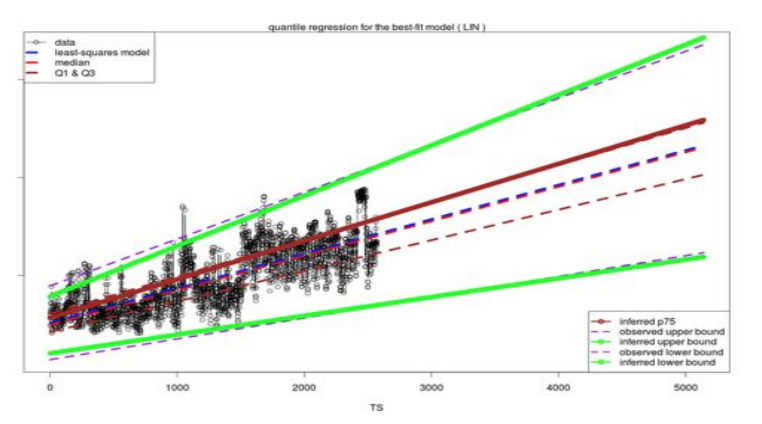 quantile regression for the best-fit model ( LIN )
data
least-squares model
median
Q1 & Q3
inferred p75
observed upper bound
inferred upper bound
observed lower bound
inferred lower bound
0 1000 2000 3000 4000 5000
TS